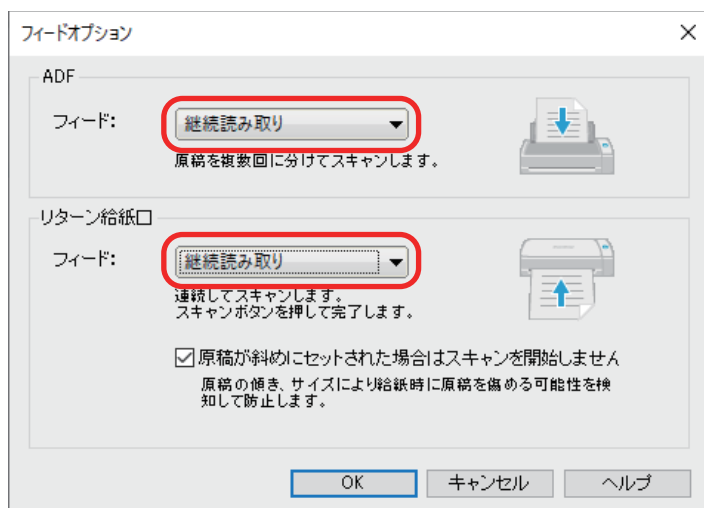 フィードオプション
ADF
フィード:
継続読み取り
原稿を複数回に分けてスキャンします。
リターン給紙口
フィード:
継続読み取り
連続してスキャンします。
スキャンボタンを押して完了します。
原稿が斜めにセットされた場合はスキャンを開始しません
原稿の傾き、サイズにより給紙時に原稿を傷める可能性を検
知して防止します。
OK
キャンセル
ヘルプ